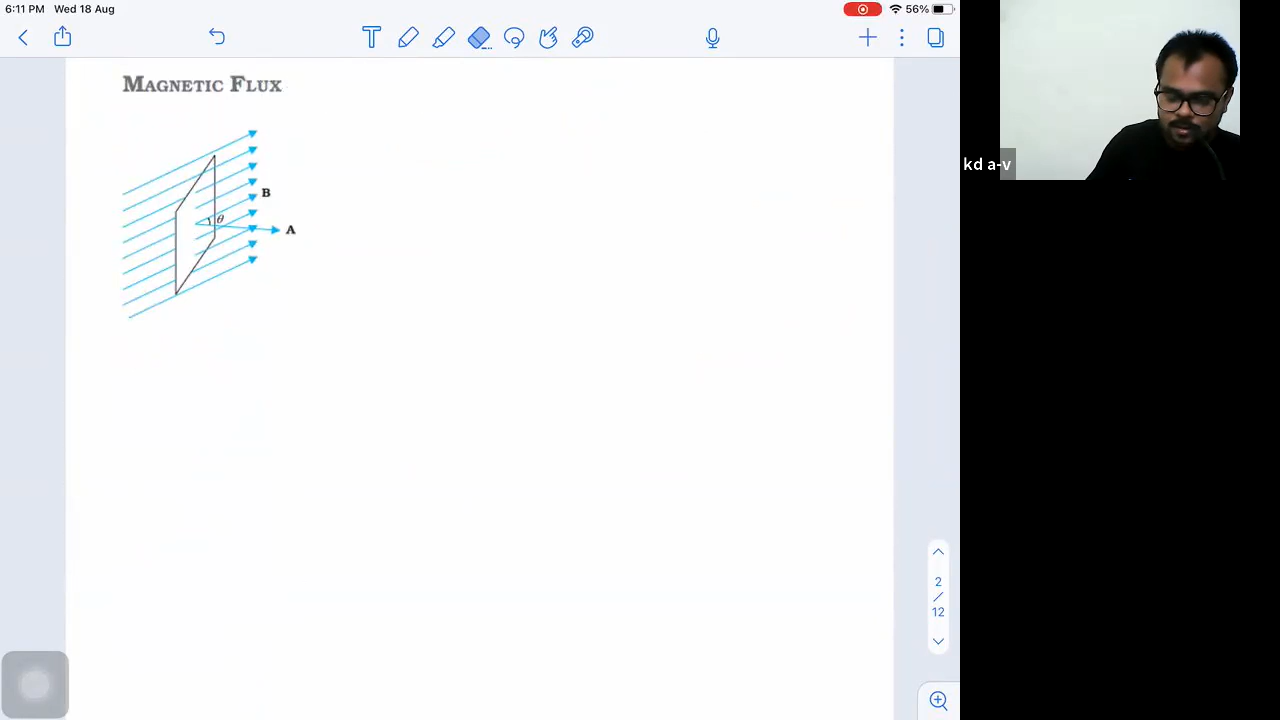 6:11 PM Wed 18 Aug
56%
MAGNETIC FLUX
B
θ
A
kd a-v
2
/
12